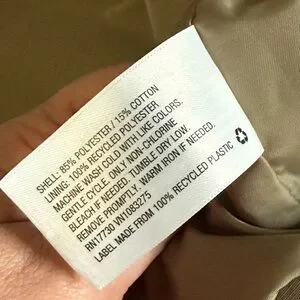 SHELL: 85% POLYESTER / 15% COTTON
LINING: 100% RECYCLED POLYESTER
MACHINE WASH COLD WITH LIKE COLORS.
GENTLE CYCLE. ONLY NON-CHLORINE
BLEACH IF NEEDED. TUMBLE DRY LOW.
REMOVE PROMPTLY. WARM IRON IF NEEDED.
RN17730 VN1083275
LABEL MADE FROM 100% RECYCLED PLASTIC